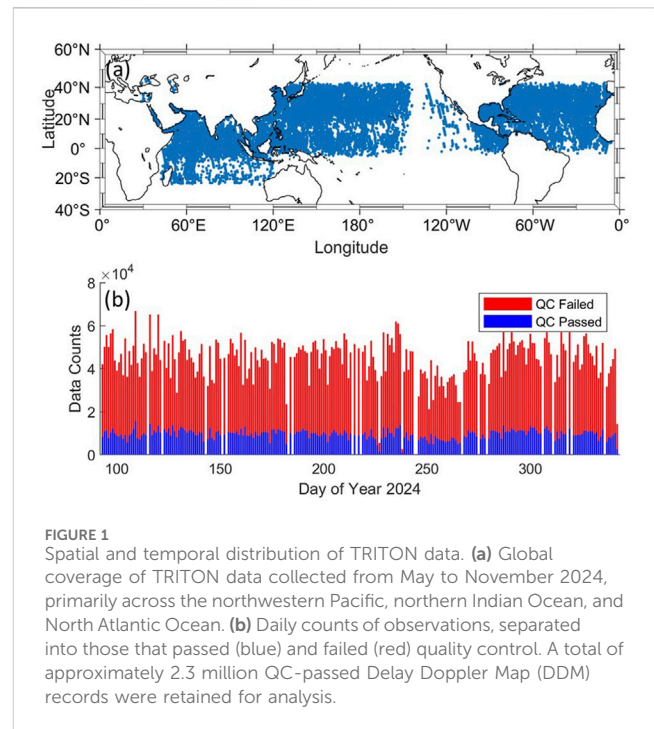 60°N
(a)
40°N
20°N
0°
20°S
40°S
Latitude
0° 60°E 120°E 180° 120°W 60°W 0°
Longitude
×10⁴
(b)
8
6
4
2
0
Data Counts
QC Failed
QC Passed
100 150 200 250 300
Day of Year 2024
FIGURE 1
Spatial and temporal distribution of TRITON data. (a) Global
coverage of TRITON data collected from May to November 2024,
primarily across the northwestern Pacific, northern Indian Ocean, and
North Atlantic Ocean. (b) Daily counts of observations, separated
into those that passed (blue) and failed (red) quality control. A total of
approximately 2.3 million QC-passed Delay Doppler Map (DDM)
records were retained for analysis.